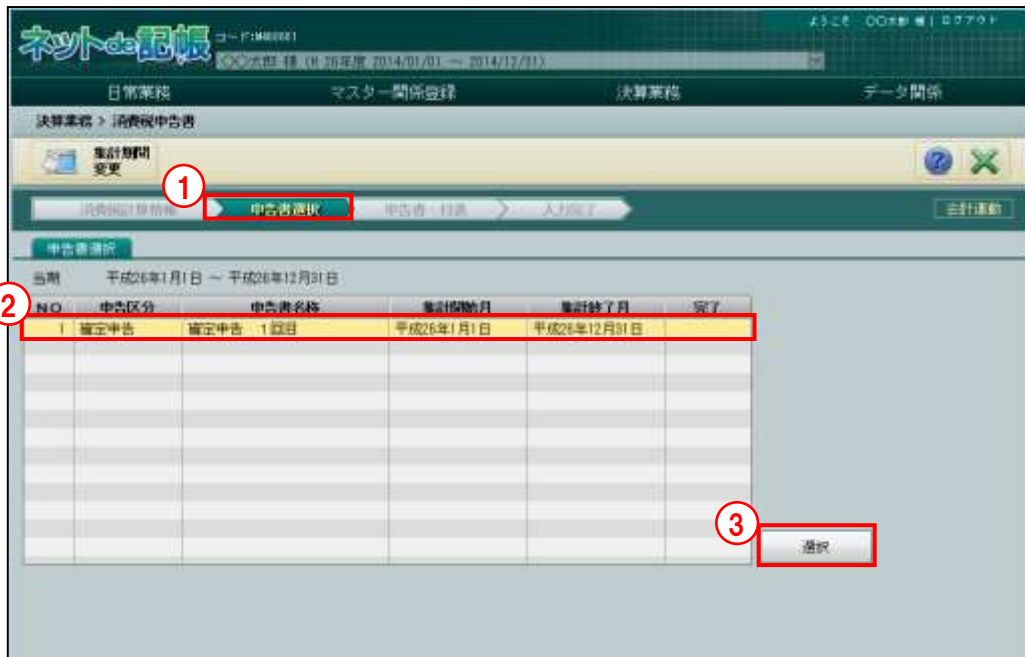 ようこそ 〇〇太郎 様 | ログアウト
ネットde記帳 コード:M000001
〇〇太郎 様 (H 26年度 2014/01/01 ～ 2014/12/31)
日常業務 マスター関係登録 決算業務 データ関係
決算業務 > 消費税申告書
集計期間
変更
1
消費税計算情報 申告書選択 申告書・付表 入力完了 会計連動
申告書選択
当期 平成26年1月1日 ～ 平成26年12月31日
2
NO 申告区分 申告書名称 集計開始月 集計終了月 完了
1 確定申告 確定申告 1回目 平成26年1月1日 平成26年12月31日
3
選択